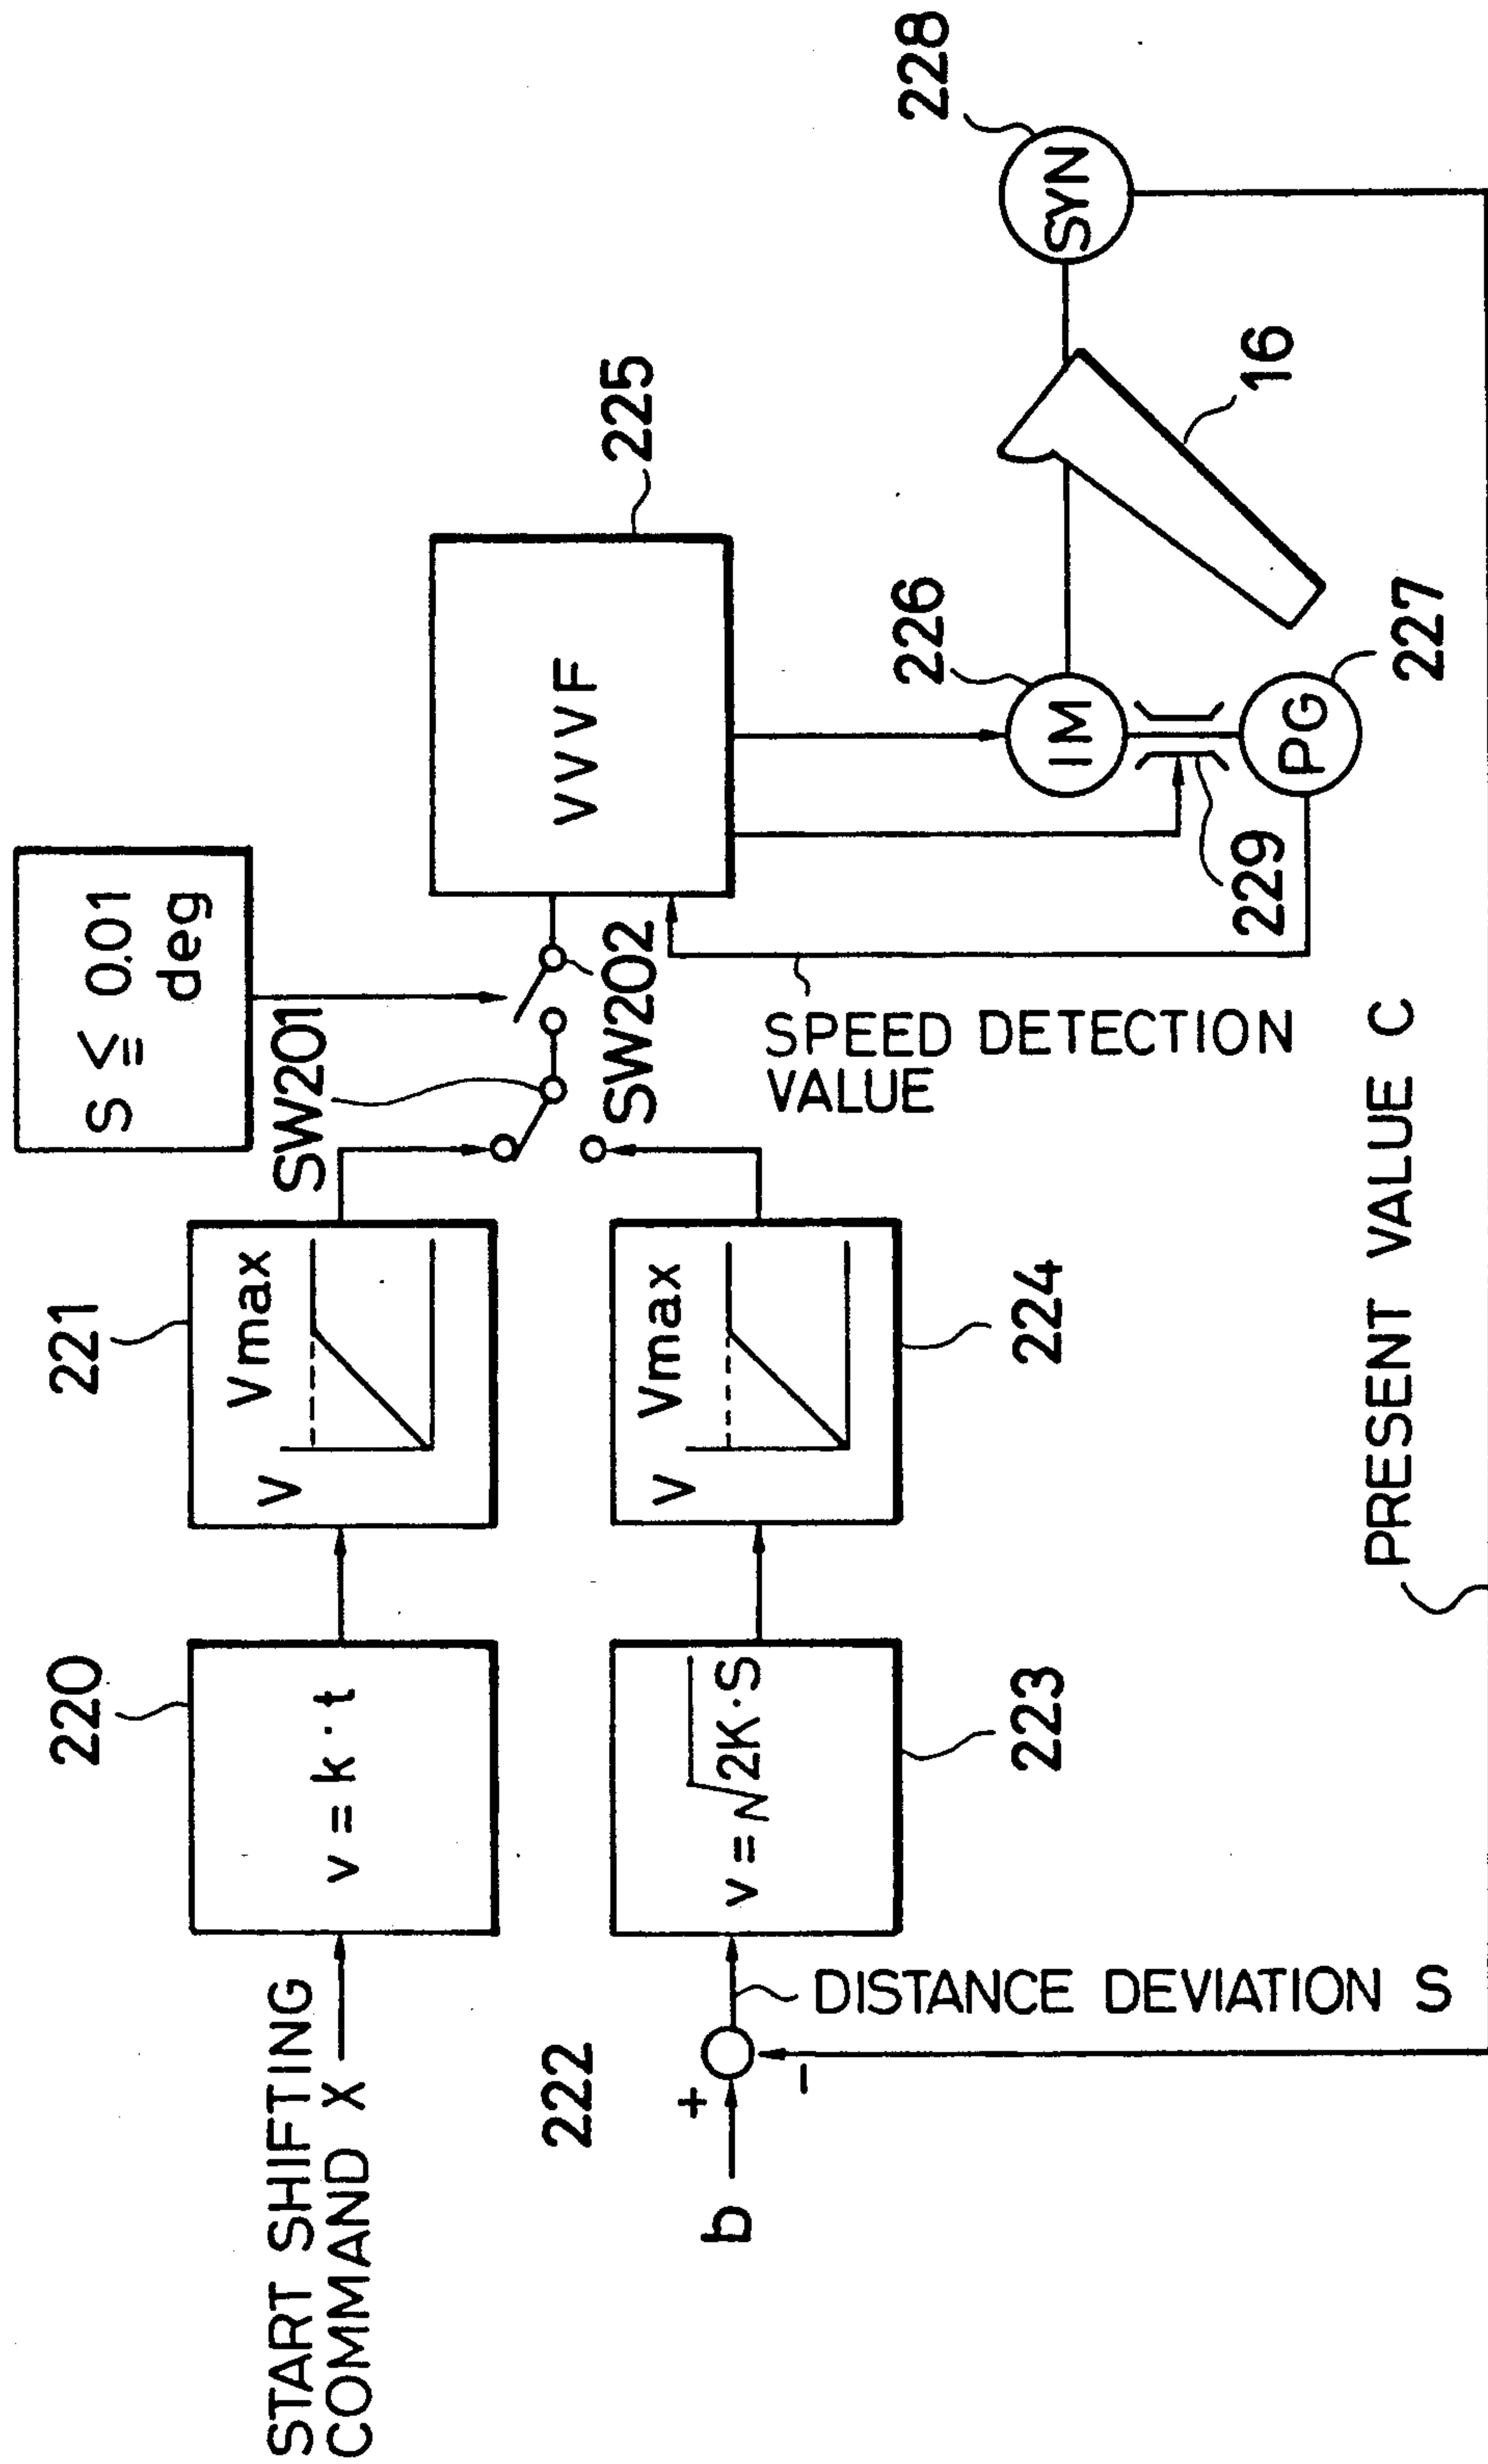 START SHIFTING
COMMAND X
220
v = k · t
221
V
Vmax
S ≦ 0.01
deg
SW201
SW202
VVVF
225
b
+
-
222
DISTANCE DEVIATION S
v = √2K·S
223
V
Vmax
224
SPEED DETECTION
VALUE
226
IM
229
PG
227
16
SYN
228
PRESENT VALUE C